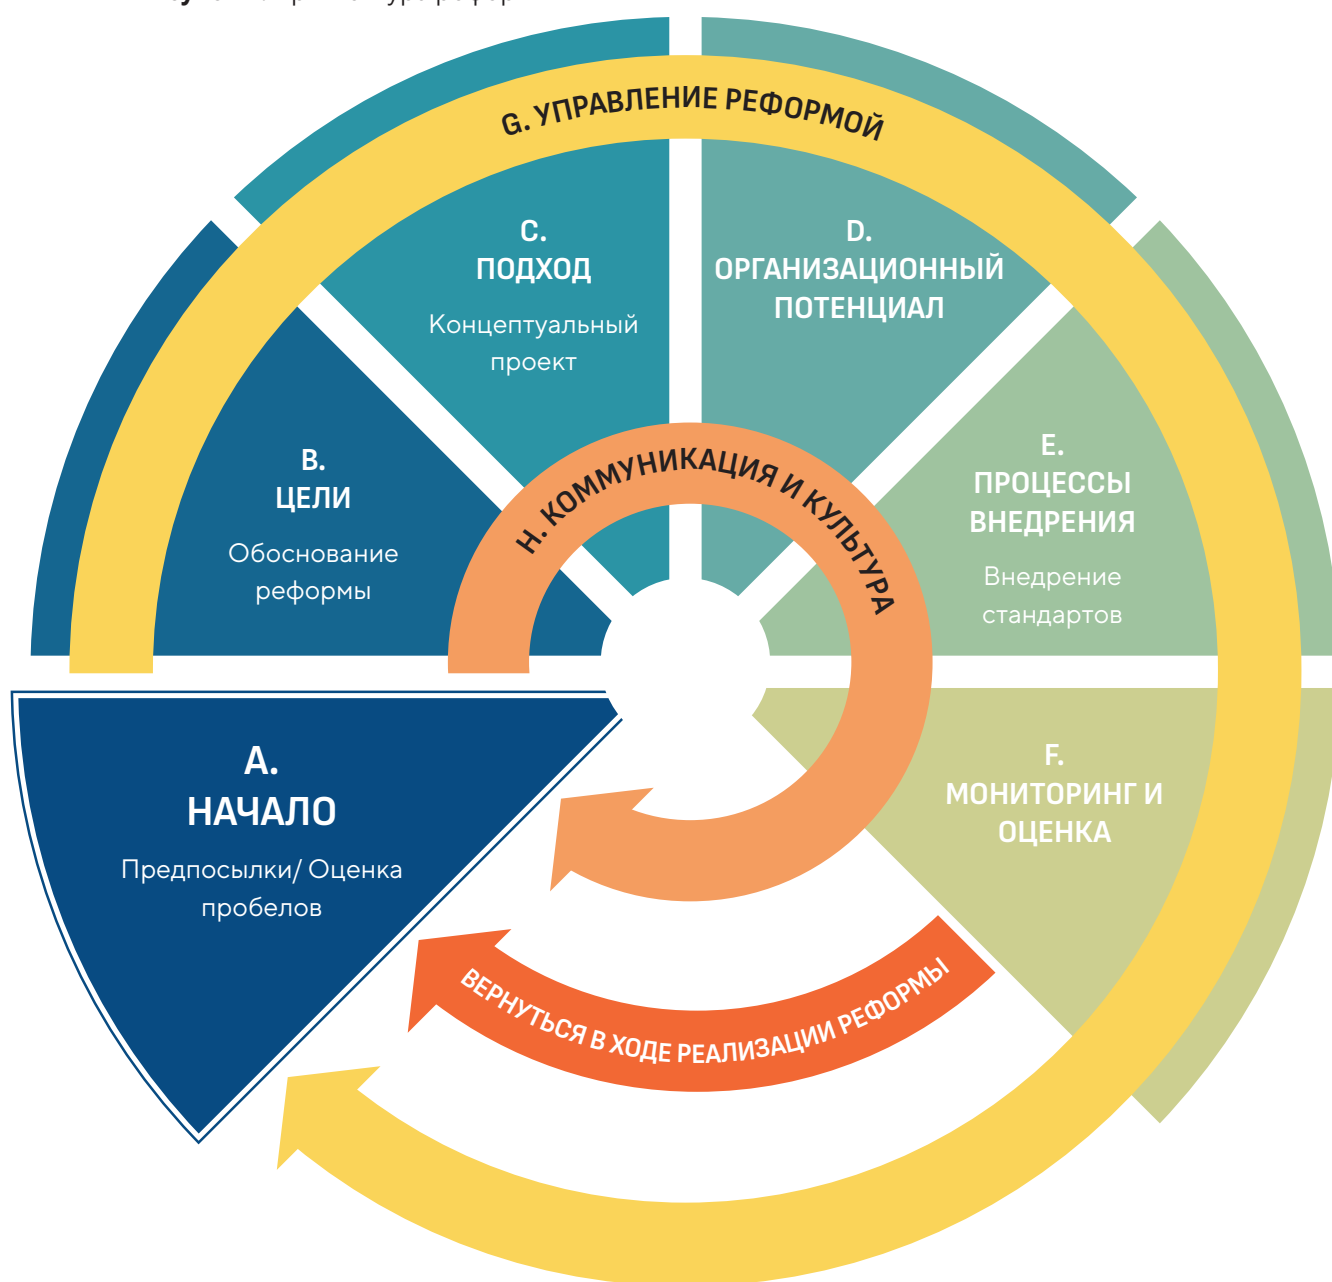 G. УПРАВЛЕНИЕ РЕФОРМОЙ
C.
ПОДХОД
Концептуальный
проект
D.
ОРГАНИЗАЦИОННЫЙ
ПОТЕНЦИАЛ
B.
ЦЕЛИ
Обоснование
реформы
H. КОММУНИКАЦИЯ И КУЛЬТУРА
E.
ПРОЦЕССЫ
ВНЕДРЕНИЯ
Внедрение
стандартов
A.
НАЧАЛО
Предпосылки/ Оценка
пробелов
F.
МОНИТОРИНГ И
ОЦЕНКА
ВЕРНУТЬСЯ В ХОДЕ РЕАЛИЗАЦИИ РЕФОРМЫ